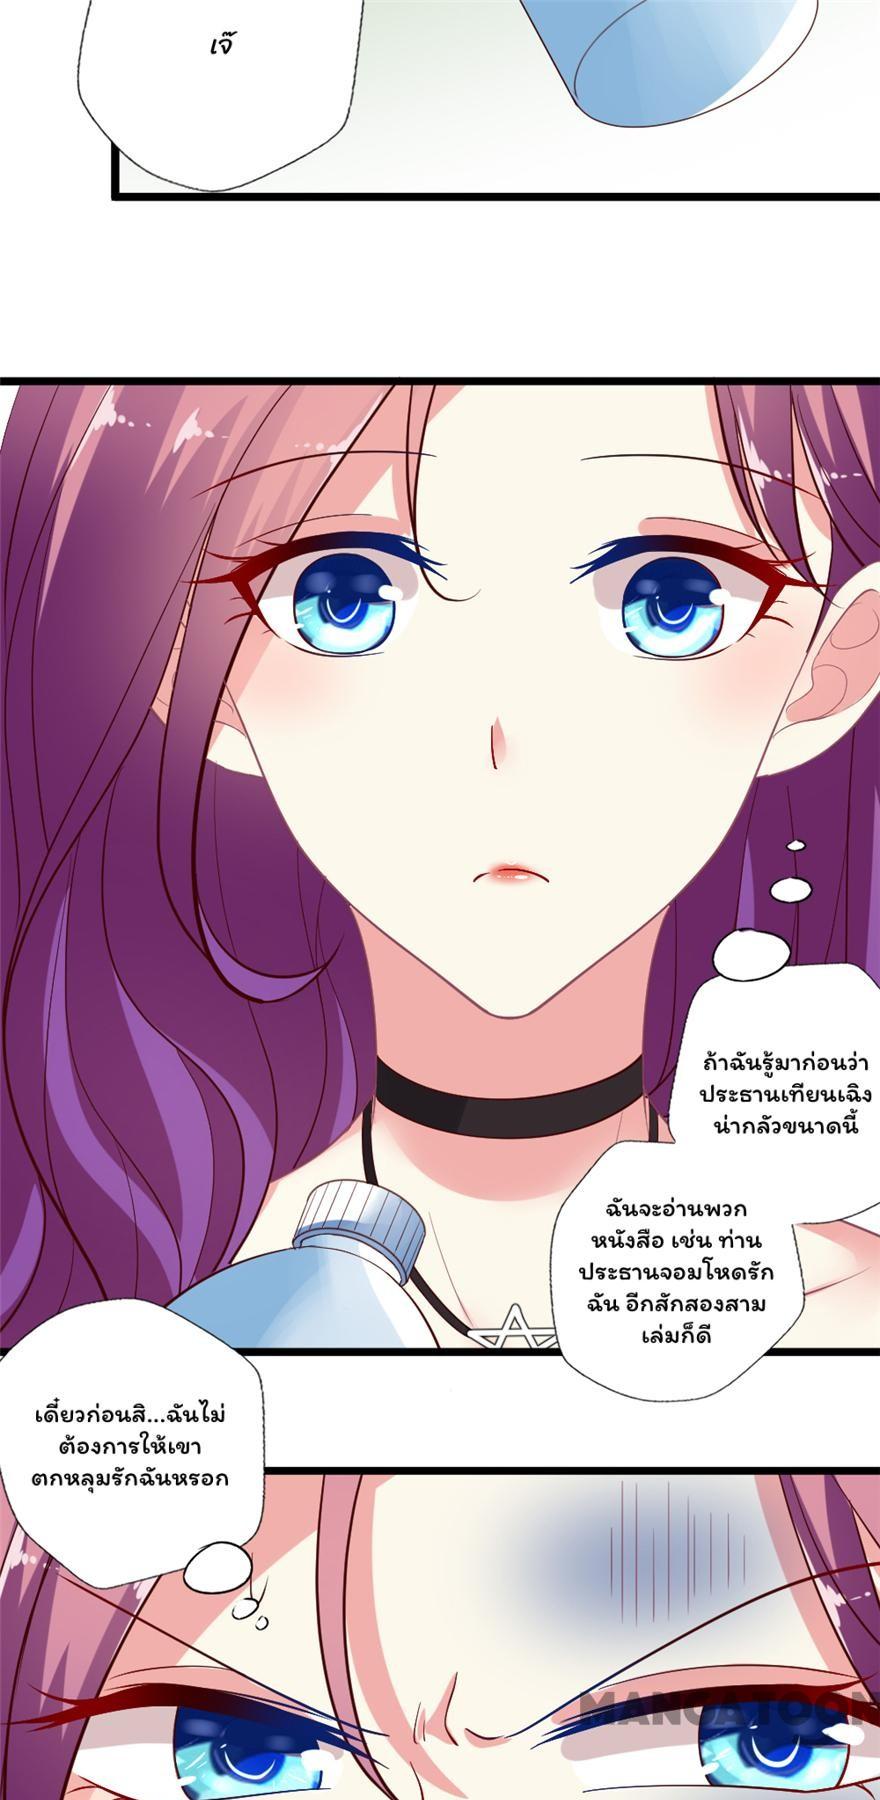 เจ๊
ถ้าฉันรู้มาก่อนว่า
ประธานเทียนเฉิง
น่ากลัวขนาดนี้
ฉันจะอ่านพวก
หนังสือ เช่น ท่าน
ประธานจอมโหดรัก
ฉัน อีกสักสองสาม
เล่มก็ดี
เดี๋ยวก่อนสิ...ฉันไม่
ต้องการให้เขา
ตกหลุมรักฉันหรอก
MANGATOON